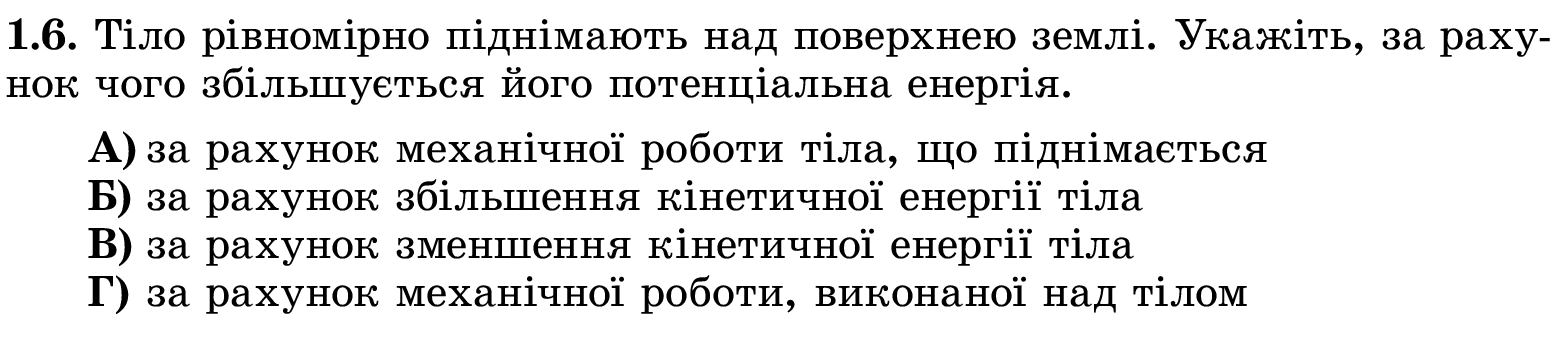 1.6. Тіло рівномірно піднімають над поверхнею землі. Укажіть, за раху-
нок чого збільшується його потенціальна енергія.
А) за рахунок механічної роботи тіла, що піднімається
Б) за рахунок збільшення кінетичної енергії тіла
В) за рахунок зменшення кінетичної енергії тіла
Г) за рахунок механічної роботи, виконаної над тілом